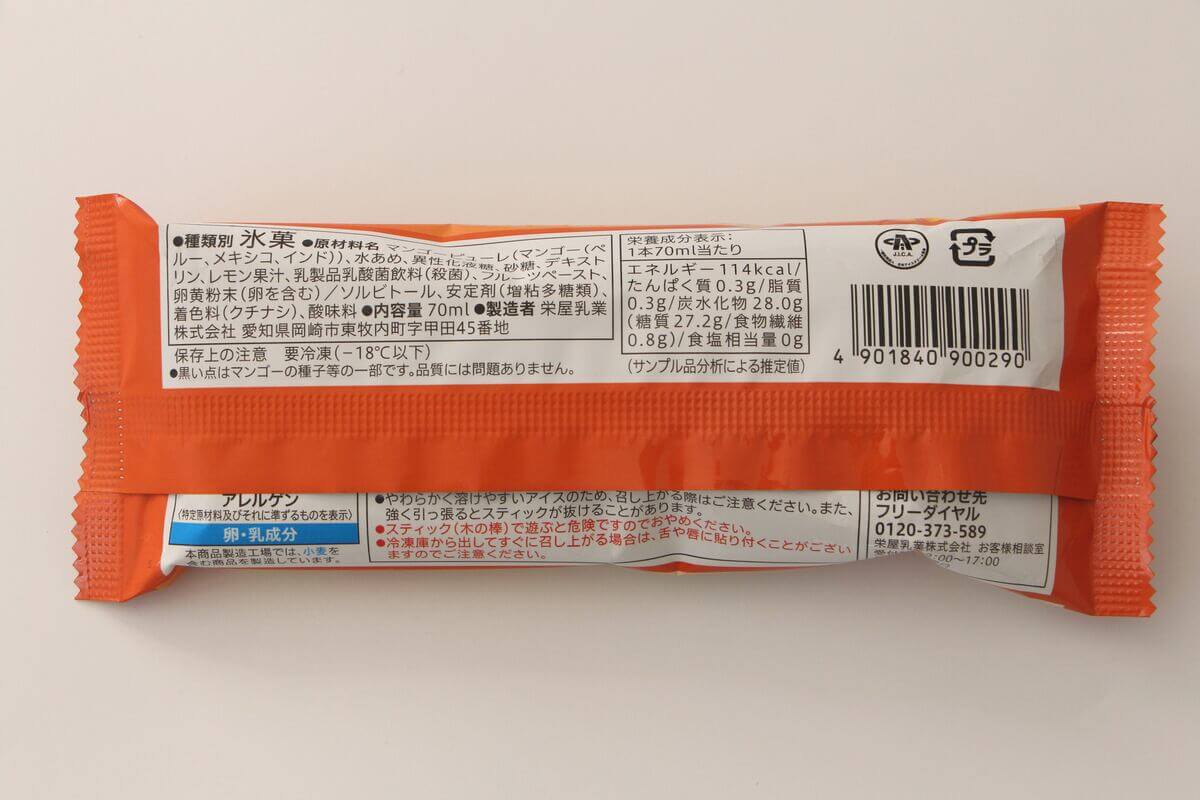 ●種類別 氷菓 ●原材料名 マンゴーピューレ(マンゴー(ペ
ルー、メキシコ、インド))、水あめ、異性化液糖、砂糖、デキスト
リン、レモン果汁、乳製品乳酸菌飲料(殺菌)、フルーツペースト、
卵黄粉末(卵を含む)/ソルビトール、安定剤(増粘多糖類)、
着色料(クチナシ)、酸味料 ●内容量 70ml ●製造者 栄屋乳業
株式会社 愛知県岡崎市東牧内町字甲田45番地
保存上の注意 要冷凍(−18℃以下)
●黒い点はマンゴーの種子等の一部です。品質には問題ありません。
栄養成分表示:
1本70ml当たり
エネルギー114kcal/
たんぱく質0.3g/脂質
0.3g/炭水化物28.0g
(糖質27.2g/食物繊維
0.8g)/食塩相当量0g
(サンプル品分析による推定値)
J.I.C.A.
プラ
4 901840 900290
アレルゲン
(特定原材料及びそれに準ずるものを表示)
卵・乳成分
本商品製造工場では、小麦を
含む商品を製造しています。
●やわらかく溶けやすいアイスのため、召し上がる際はご注意ください。また、
強く引っ張るとスティックが抜けることがあります。
●スティック(木の棒)で遊ぶと危険ですのでおやめください。
●冷凍庫から出してすぐに召し上がる場合は、舌や唇に貼り付くことがござい
ますのでご注意ください。
お問い合わせ先
フリーダイヤル
0120-373-589
栄屋乳業株式会社 お客様相談室
:00〜17:00